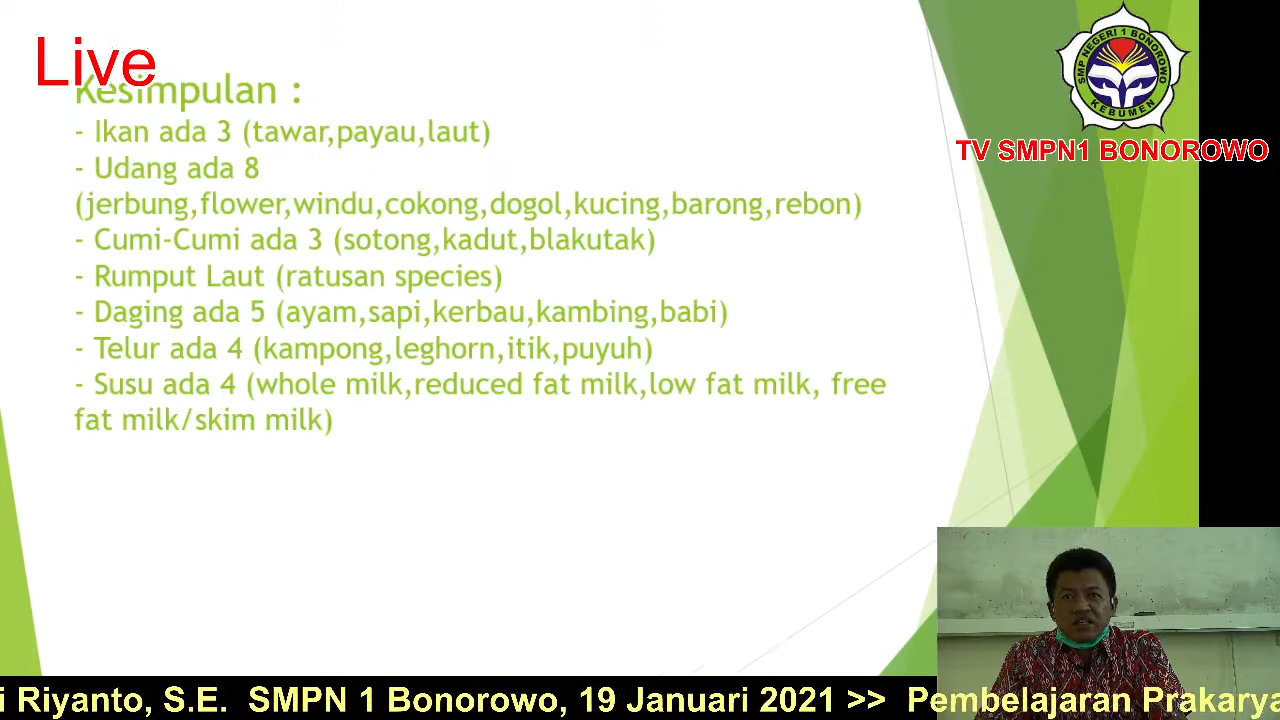 Live
Kesimpulan :
- Ikan ada 3 (tawar,payau,laut)
- Udang ada 8
(jerbung,flower,windu,cokong,dogol,kucing,barong,rebon)
- Cumi-Cumi ada 3 (sotong,kadut,blakutak)
- Rumput Laut (ratusan species)
- Daging ada 5 (ayam,sapi,kerbau,kambing,babi)
- Telur ada 4 (kampong,leghorn,itik,puyuh)
- Susu ada 4 (whole milk,reduced fat milk,low fat milk, free
fat milk/skim milk)
SMP NEGERI 1 BONOROWO
KEBUMEN
TV SMPN1 BONOROWO
i Riyanto, S.E.  SMPN 1 Bonorowo, 19 Januari 2021 >>  Pembelajaran Prakarya